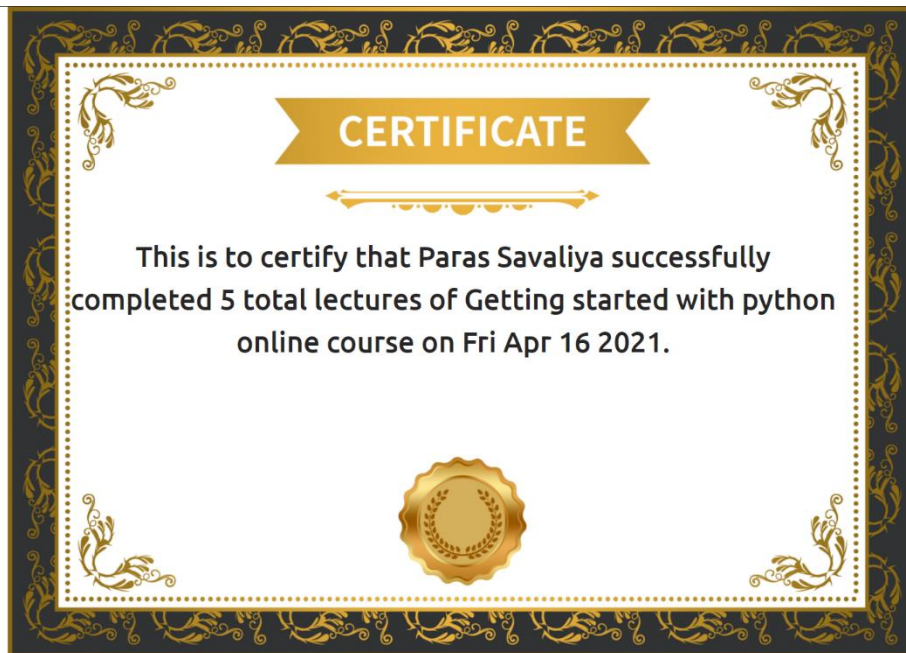 CERTIFICATE
This is to certify that Paras Savaliya successfully
completed 5 total lectures of Getting started with python
online course on Fri Apr 16 2021.